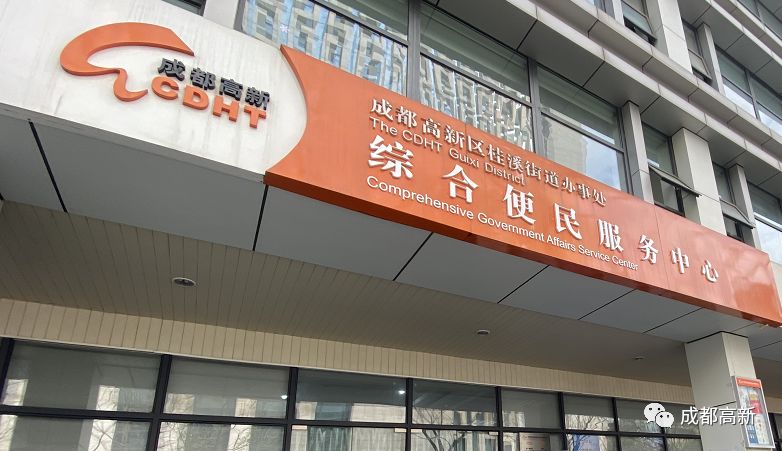 成都高新
CDHT
成都高新区桂溪街道办事处
The CDHT Guixi District
综合便民服务中心
Comprehensive Government Affairs Service Center
成都高新